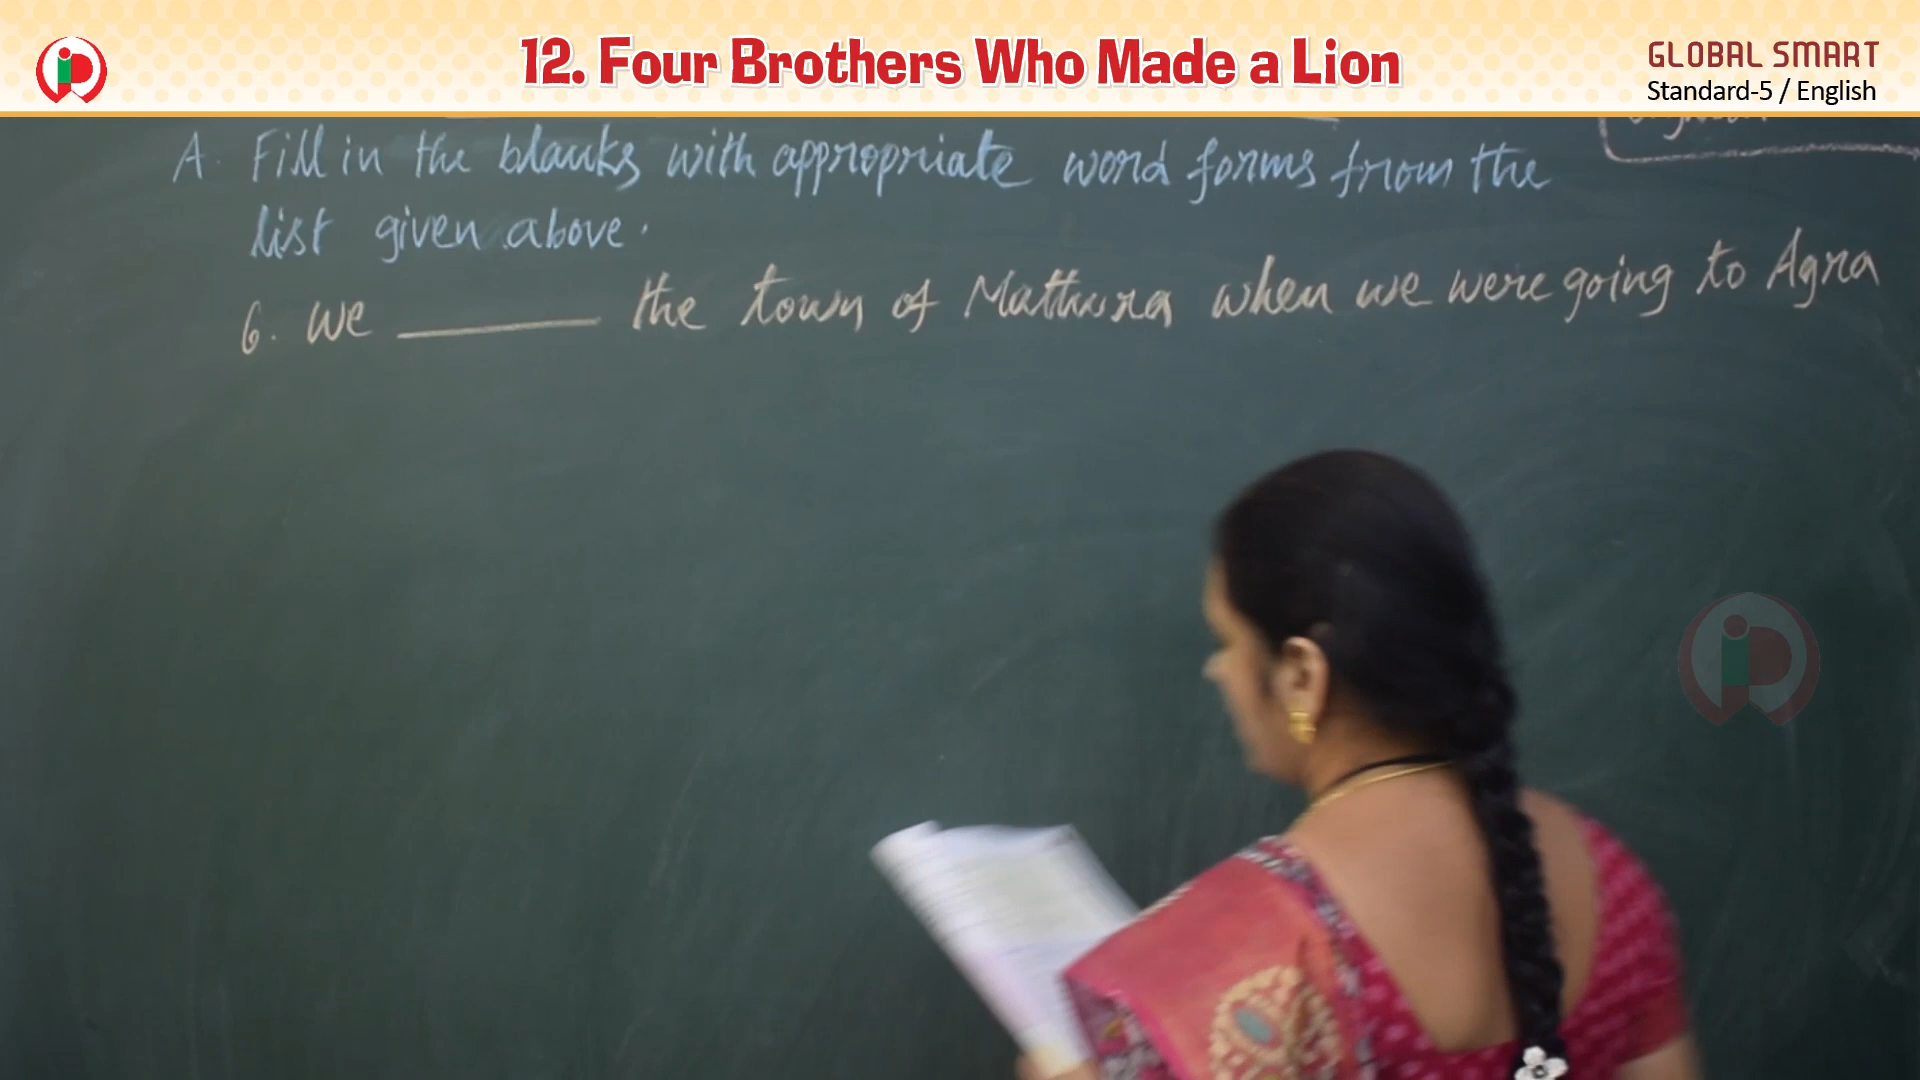 12. Four Brothers Who Made a Lion
GLOBAL SMART
Standard-5 / English
A. Fill in the blanks with appropriate word forms from the
list given above.
6. We ________ the town of Mathura when we were going to Agra